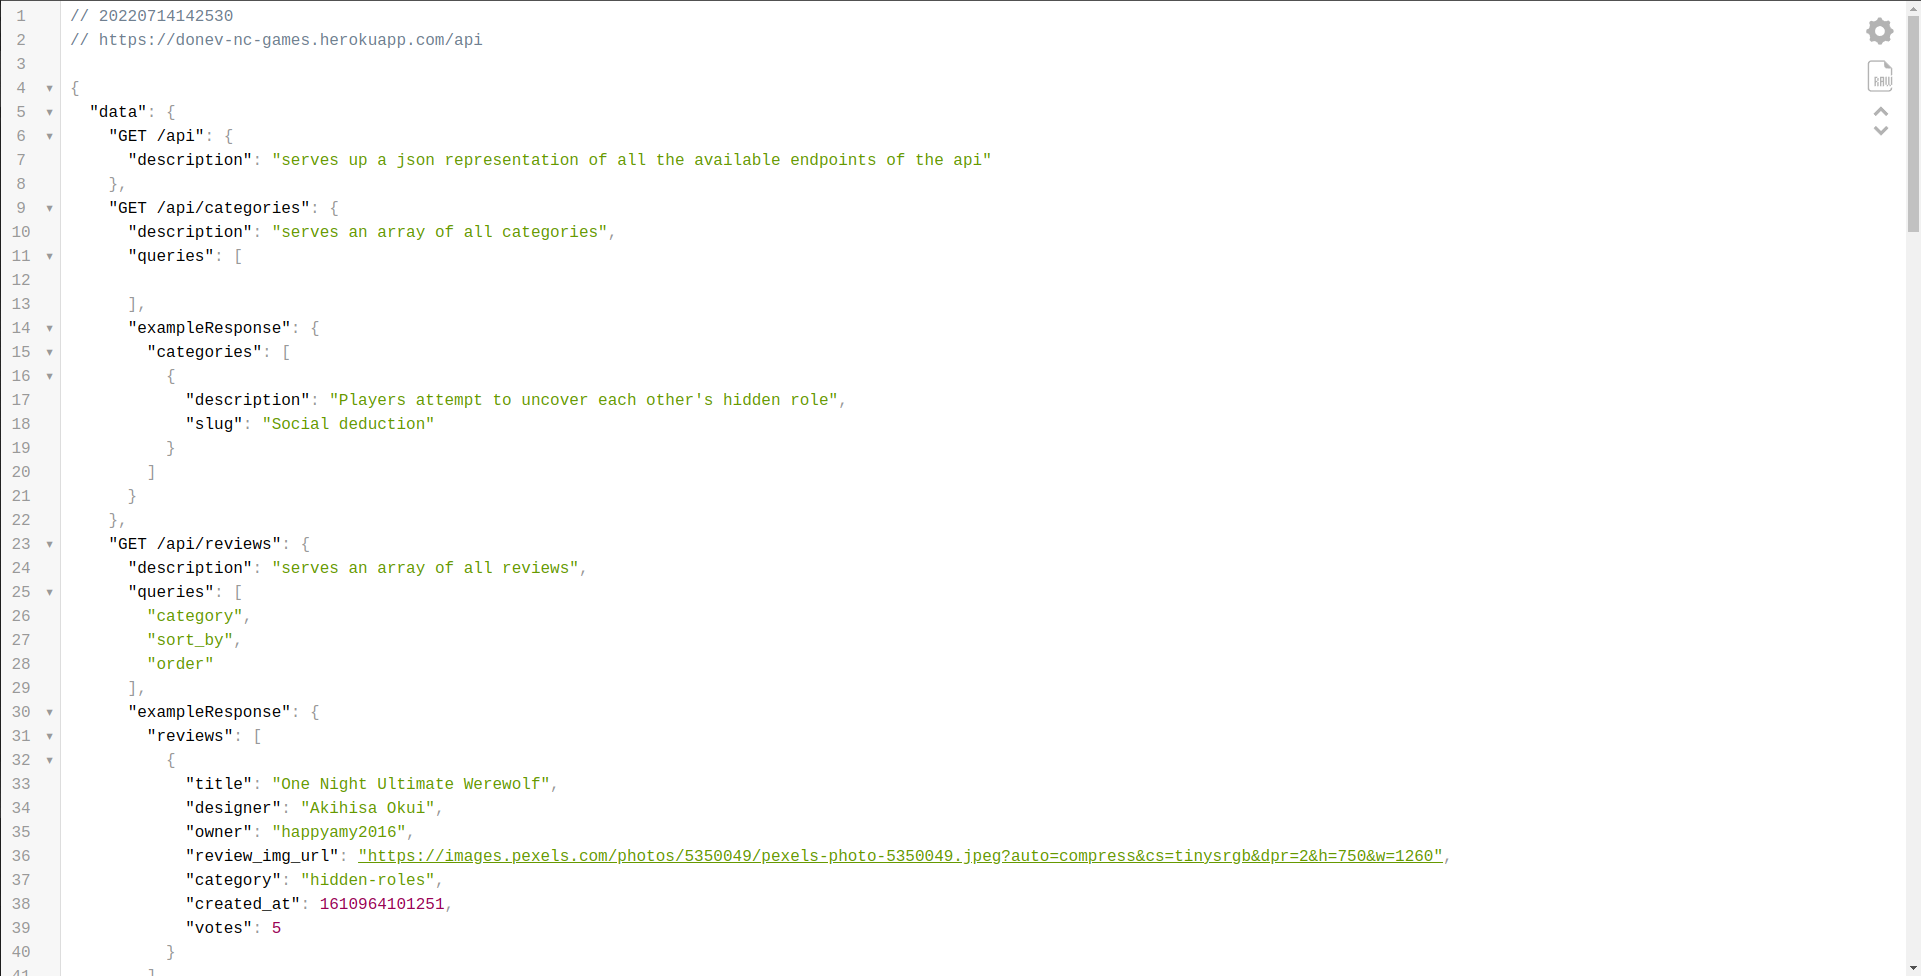 1 // 20220714142530
2 // https://donev-nc-games.herokuapp.com/api
3
4 {
5 "data": {
6 "GET /api": {
7 "description": "serves up a json representation of all the available endpoints of the api"
8 },
9 "GET /api/categories": {
10 "description": "serves an array of all categories",
11 "queries": [
12
13 ],
14 "exampleResponse": {
15 "categories": [
16 {
17 "description": "Players attempt to uncover each other's hidden role",
18 "slug": "Social deduction"
19 }
20 ]
21 }
22 },
23 "GET /api/reviews": {
24 "description": "serves an array of all reviews",
25 "queries": [
26 "category",
27 "sort_by",
28 "order"
29 ],
30 "exampleResponse": {
31 "reviews": [
32 {
33 "title": "One Night Ultimate Werewolf",
34 "designer": "Akihisa Okui",
35 "owner": "happyamy2016",
36 "review_img_url": "https://images.pexels.com/photos/5350049/pexels-photo-5350049.jpeg?auto=compress&cs=tinysrgb&dpr=2&h=750&w=1260",
37 "category": "hidden-roles",
38 "created_at": 1610964101251,
39 "votes": 5
40 }
41 ]
RAW